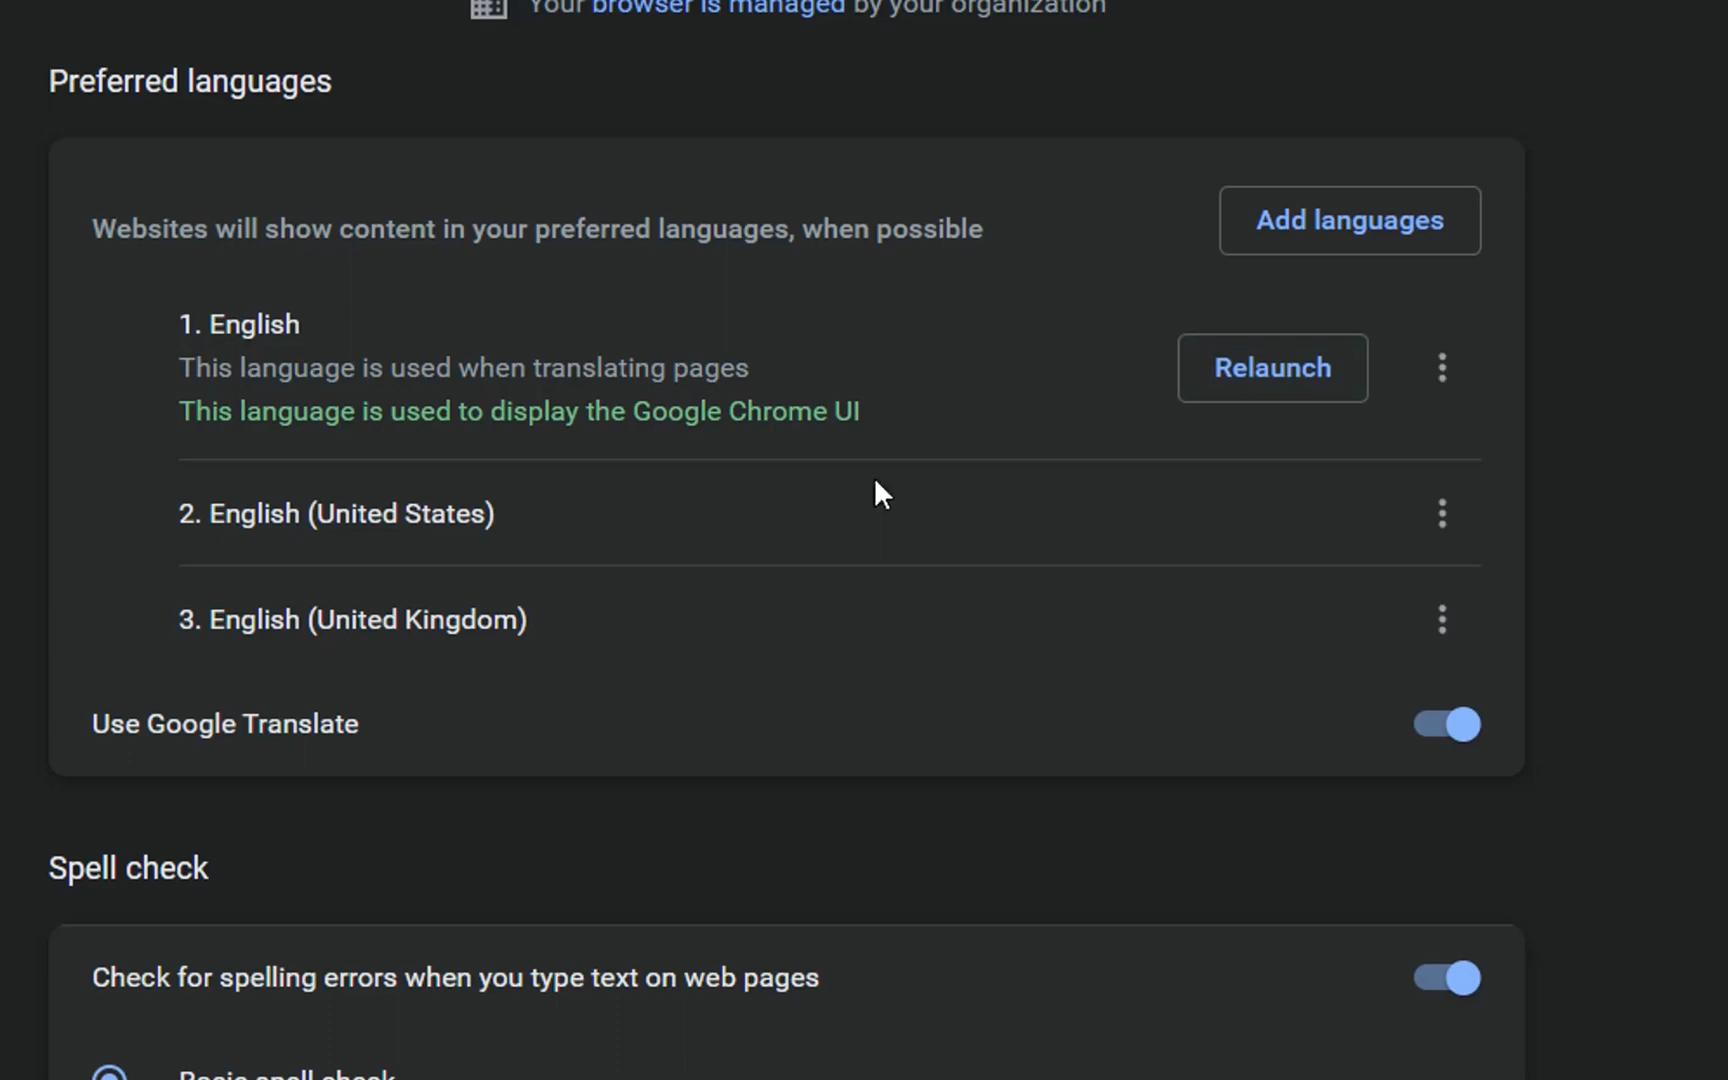 Your browser is managed by your organization
Preferred languages
Websites will show content in your preferred languages, when possible
Add languages
1. English
This language is used when translating pages
This language is used to display the Google Chrome UI
Relaunch
2. English (United States)
3. English (United Kingdom)
Use Google Translate
Spell check
Check for spelling errors when you type text on web pages
Basic spell check